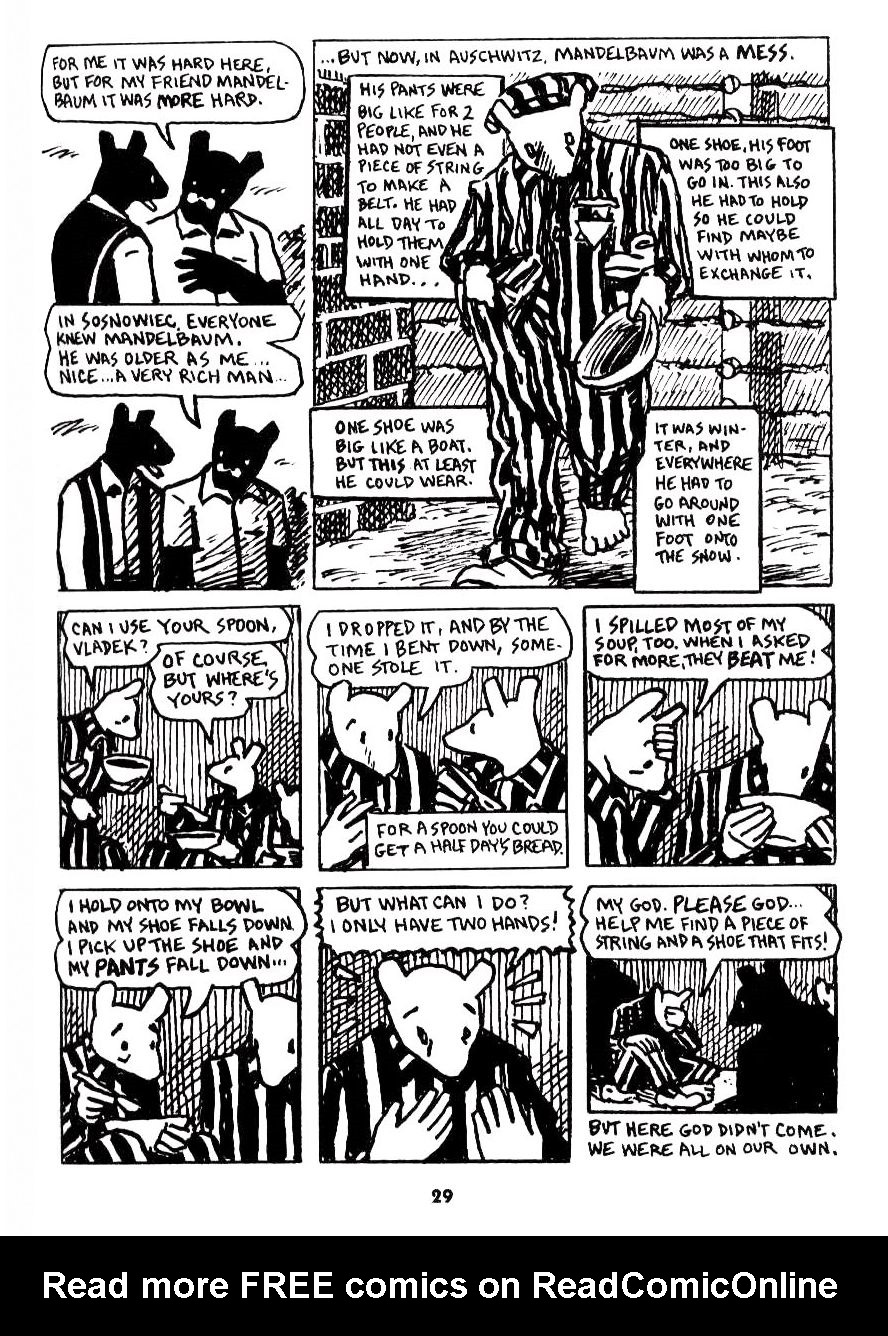 FOR ME IT WAS HARD HERE,
BUT FOR MY FRIEND MANDEL-
BAUM IT WAS MORE HARD.
IN SOSNOWIEC, EVERYONE
KNEW MANDELBAUM.
HE WAS OLDER AS ME...
NICE...A VERY RICH MAN...
...BUT NOW, IN AUSCHWITZ, MANDELBAUM WAS A MESS.
HIS PANTS WERE
BIG LIKE FOR 2
PEOPLE, AND HE
HAD NOT EVEN A
PIECE OF STRING
TO MAKE A
BELT. HE HAD
ALL DAY TO
HOLD THEM
WITH ONE
HAND...
ONE SHOE, HIS FOOT
WAS TOO BIG TO
GO IN. THIS ALSO
HE HAD TO HOLD
SO HE COULD
FIND MAYBE
WITH WHOM TO
EXCHANGE IT.
ONE SHOE WAS
BIG LIKE A BOAT.
BUT THIS AT LEAST
HE COULD WEAR.
IT WAS WIN-
TER, AND
EVERYWHERE
HE HAD TO
GO AROUND
WITH ONE
FOOT ONTO
THE SNOW.
CAN I USE YOUR SPOON,
VLADEK?
OF COURSE,
BUT WHERE'S
YOURS?
I DROPPED IT, AND BY THE
TIME I BENT DOWN, SOME-
ONE STOLE IT.
FOR A SPOON YOU COULD
GET A HALF DAY'S BREAD.
I SPILLED MOST OF MY
SOUP, TOO. WHEN I ASKED
FOR MORE, THEY BEAT ME!
I HOLD ONTO MY BOWL
AND MY SHOE FALLS DOWN.
I PICK UP THE SHOE AND
MY PANTS FALL DOWN...
BUT WHAT CAN I DO?
I ONLY HAVE TWO HANDS!
MY GOD. PLEASE GOD...
HELP ME FIND A PIECE OF
STRING AND A SHOE THAT FITS!
BUT HERE GOD DIDN'T COME.
WE WERE ALL ON OUR OWN.
29
Read more FREE comics on ReadComicOnline